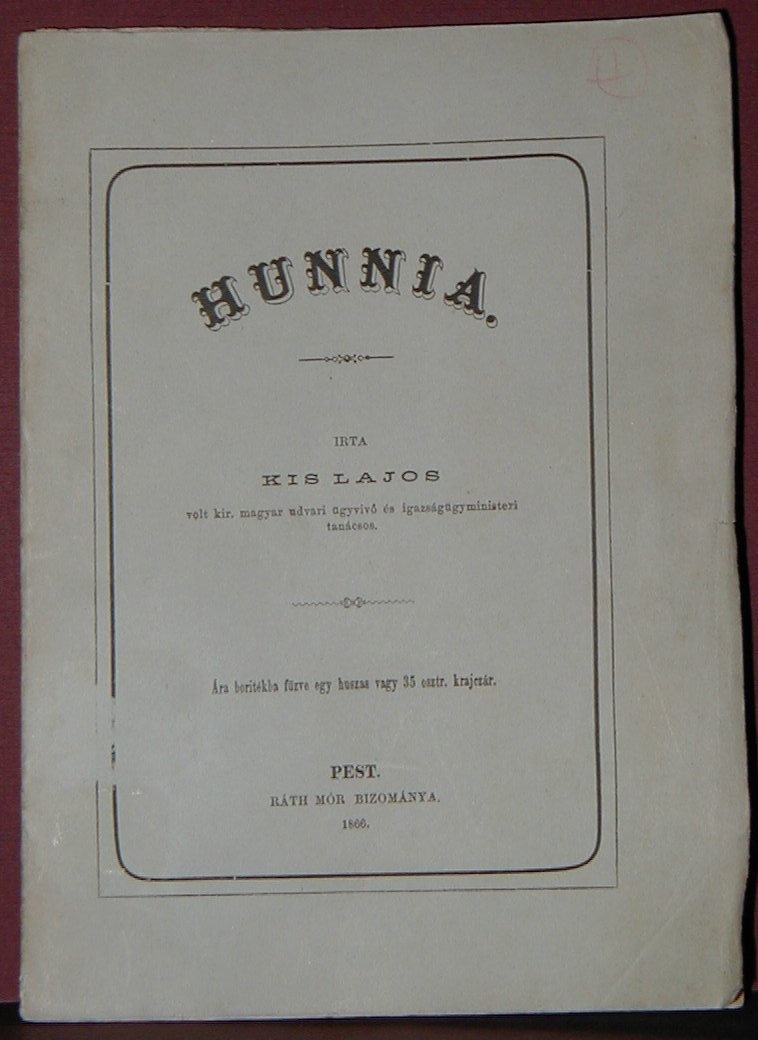 HUNNIA.
IRTA
KIS LAJOS
volt kir. magyar udvari ügyvivő és igazságügyministeri
tanácsos.
Ára boritékba füzve egy huszas vagy 35 osztr. krajczár.
PEST.
RÁTH MÓR BIZOMÁNYA.
1866.